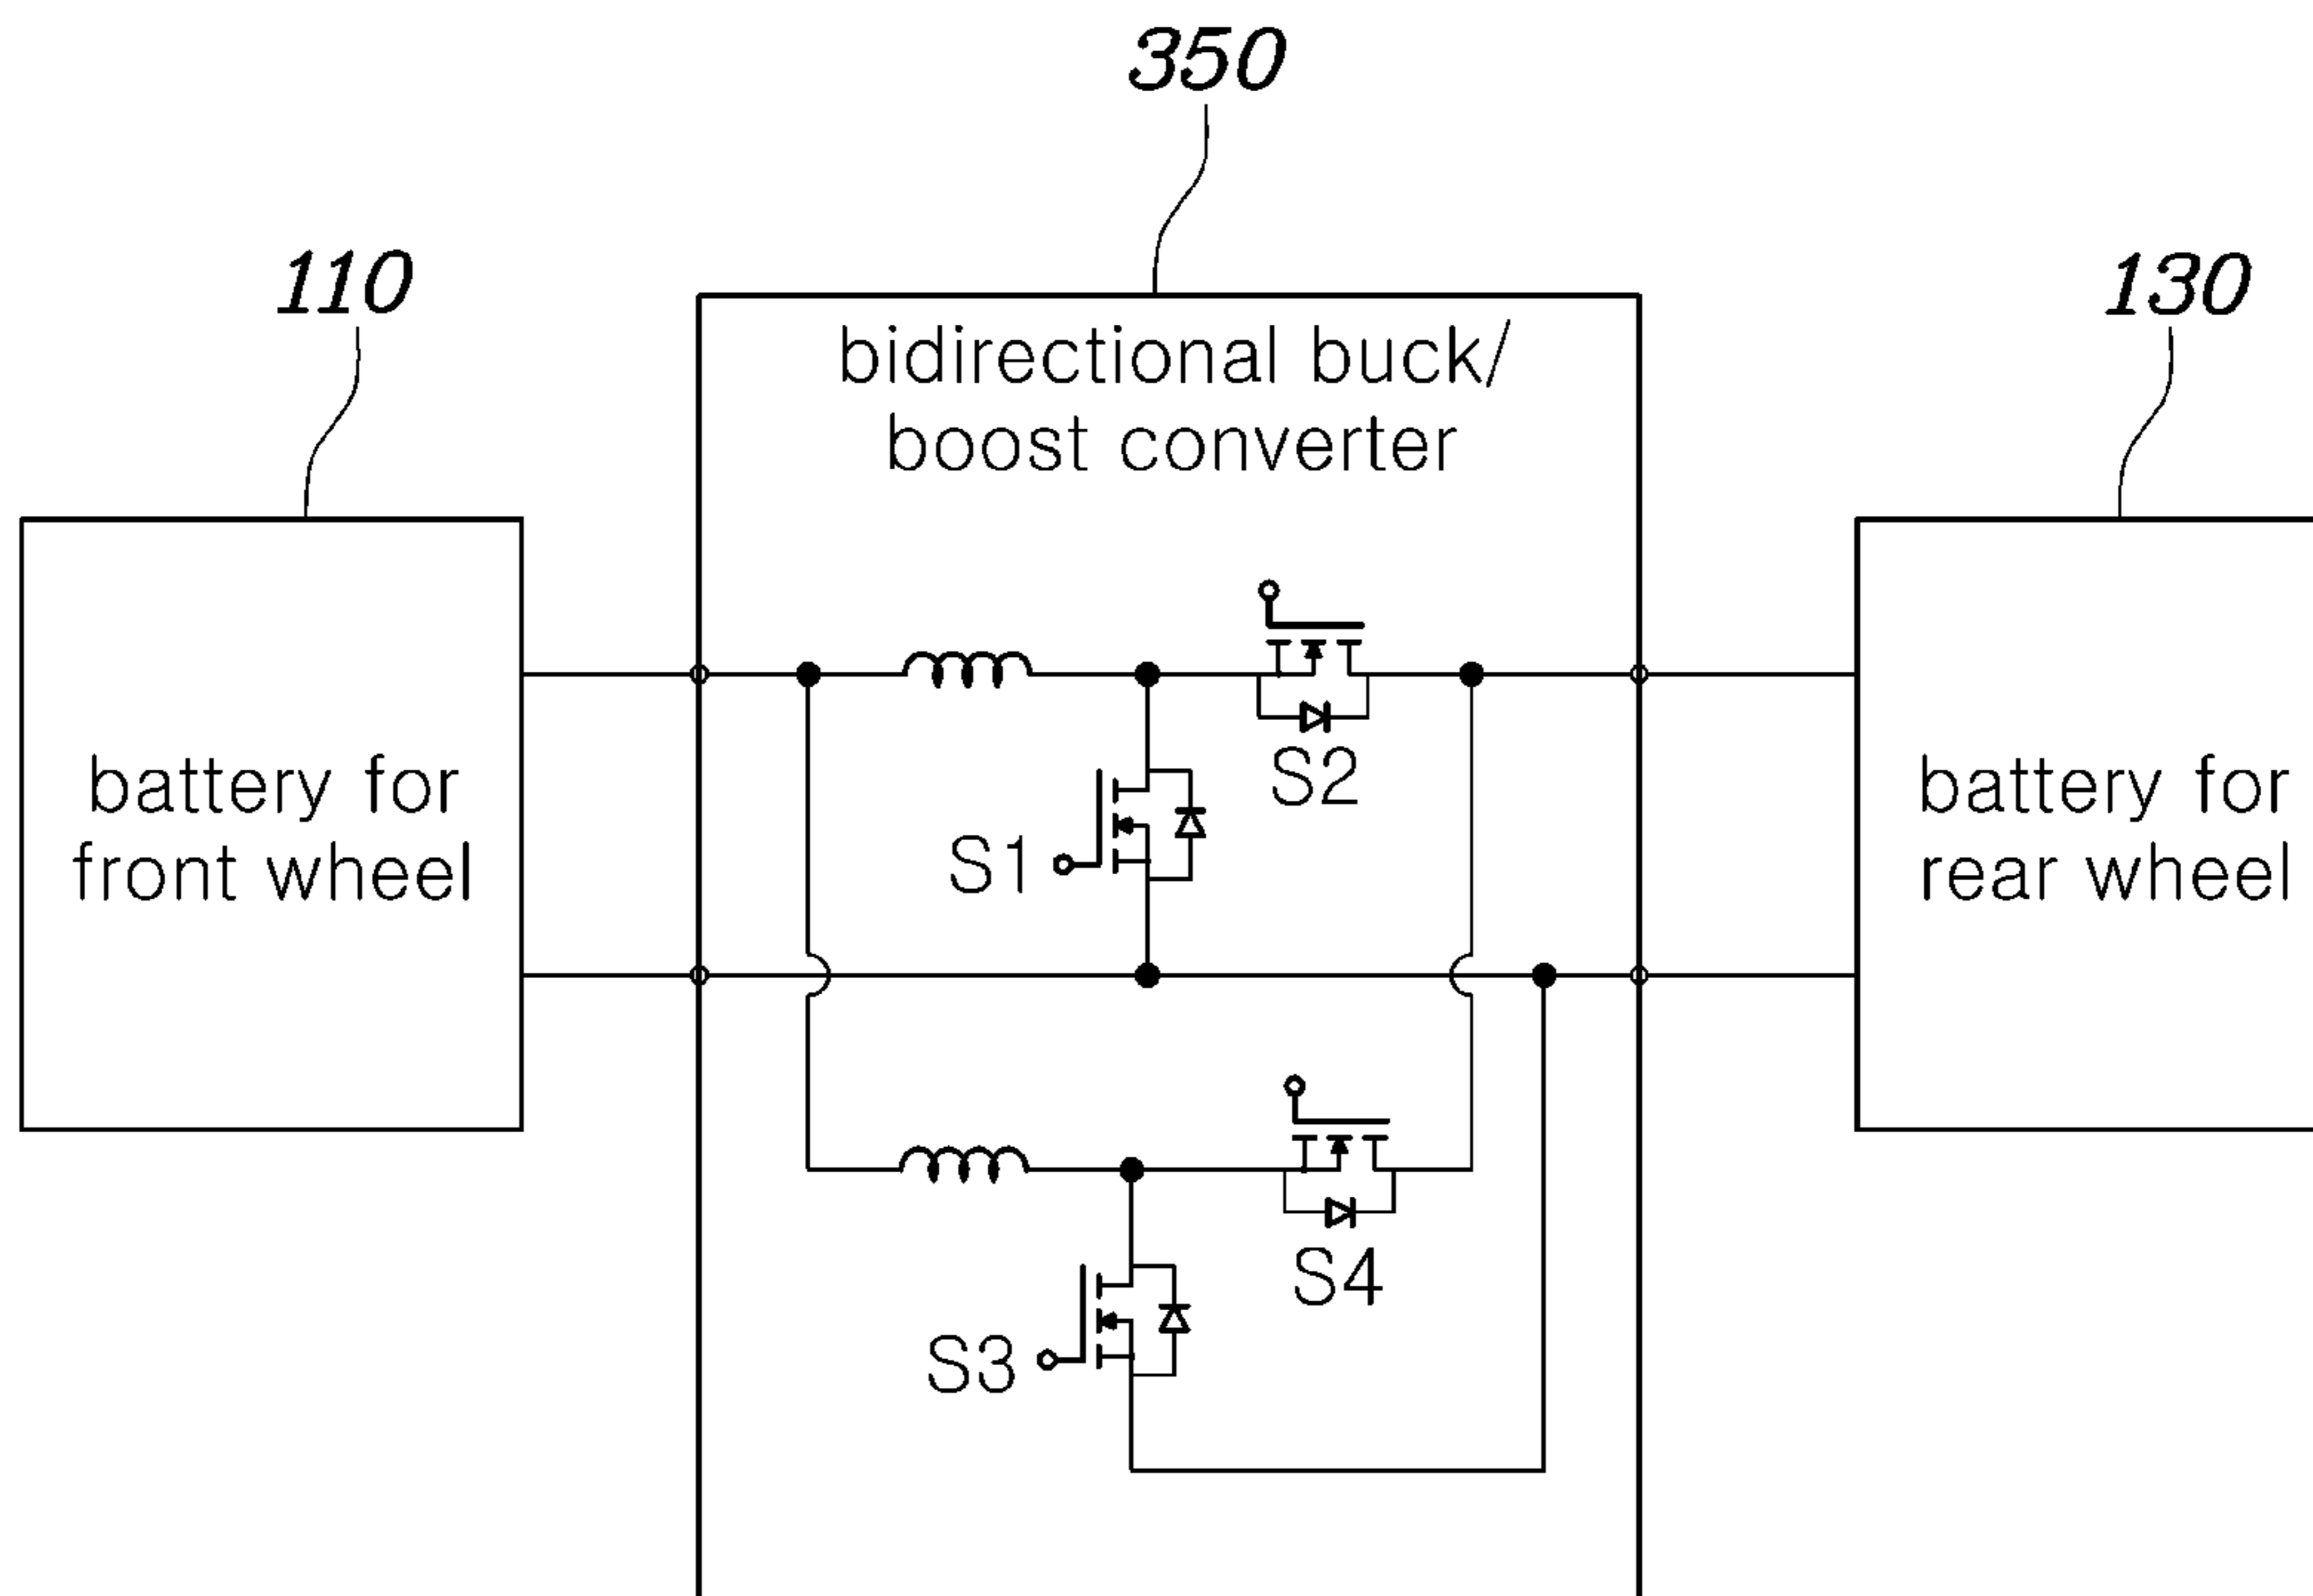 350
110
130
bidirectional buck/
boost converter
battery for
front wheel
S2
S1
battery for
rear wheel
S4
S3